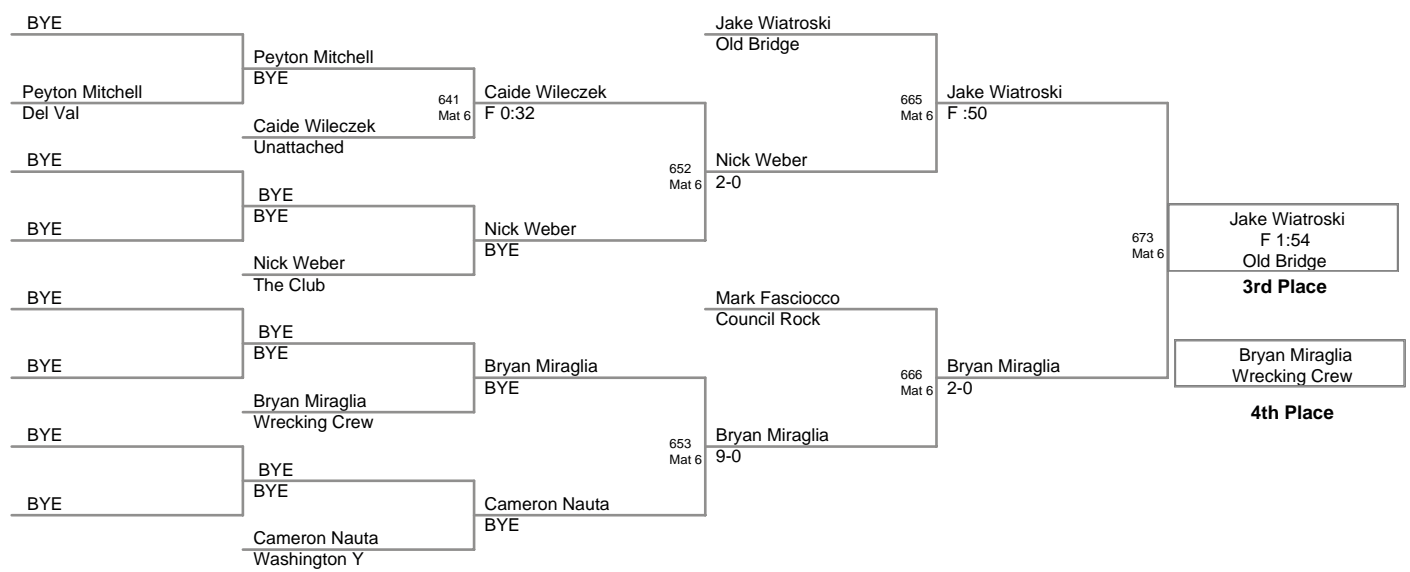 BYE
Peyton Mitchell
Del Val
BYE
BYE
BYE
BYE
BYE
BYE
Peyton Mitchell
BYE
Caide Wileczek
Unattached
BYE
BYE
Nick Weber
The Club
BYE
BYE
Bryan Miraglia
Wrecking Crew
BYE
BYE
Cameron Nauta
Washington Y
641
Mat 6
Caide Wileczek
F 0:32
Nick Weber
BYE
Bryan Miraglia
BYE
Cameron Nauta
BYE
652
Mat 6
653
Mat 6
Jake Wiatroski
Old Bridge
Nick Weber
2-0
Mark Fasciocco
Council Rock
Bryan Miraglia
9-0
665
Mat 6
666
Mat 6
Jake Wiatroski
F :50
Bryan Miraglia
2-0
673
Mat 6
Jake Wiatroski
F 1:54
Old Bridge
3rd Place
Bryan Miraglia
Wrecking Crew
4th Place